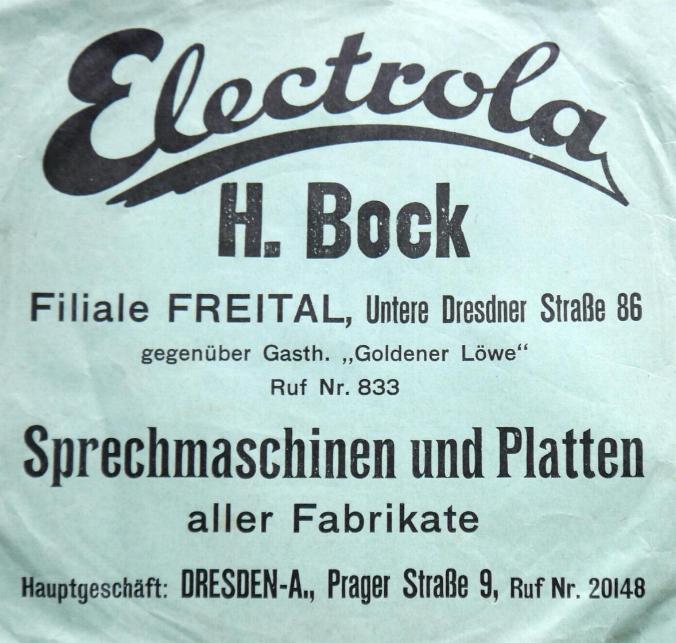 Electrola
H. Bock
Filiale FREITAL, Untere Dresdner Straße 86
gegenüber Gasth. „Goldener Löwe“
Ruf Nr. 833
Sprechmaschinen und Platten
aller Fabrikate
Hauptgeschäft: DRESDEN-A., Prager Straße 9, Ruf Nr. 20148